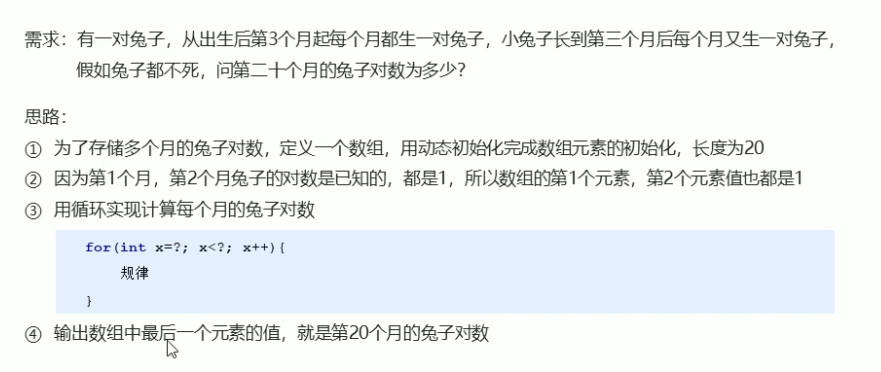 需求：有一对兔子，从出生后第3个月起每个月都生一对兔子，小兔子长到第三个月后每个月又生一对兔子，
假如兔子都不死，问第二十个月的兔子对数为多少？
思路：
① 为了存储多个月的兔子对数，定义一个数组，用动态初始化完成数组元素的初始化，长度为20
② 因为第1个月，第2个月兔子的对数是已知的，都是1，所以数组的第1个元素，第2个元素值也都是1
③ 用循环实现计算每个月的兔子对数
for(int x=?; x<?; x++){
规律
}
④ 输出数组中最后一个元素的值，就是第20个月的兔子对数